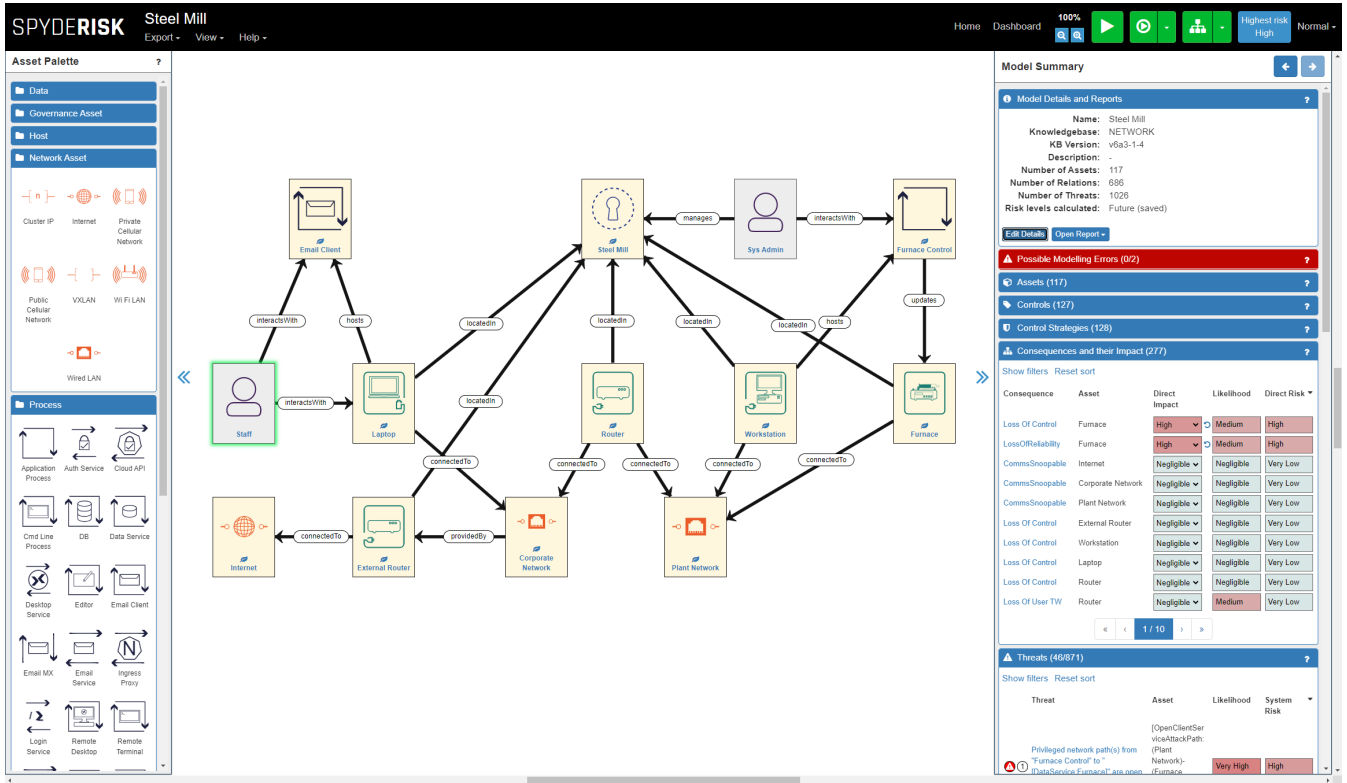 SPYDERISK
Steel Mill
Export View Help
Home Dashboard 100% Highest risk High Normal
Asset Palette ?
Data
Governance Asset
Host
Network Asset
Cluster IP Internet Private Cellular Network
Public Cellular Network VXLAN Wi Fi LAN
Wired LAN
Process
Application Process Auth Service Cloud API
Cmd Line Process DB Data Service
Desktop Service Editor Email Client
Email MX Email Service Ingress Proxy
Login Service Remote Desktop Remote Terminal
Email Client
Steel Mill
manages
Sys Admin
interactsWith
Furnace Control
interactsWith
hosts
locatedIn
locatedIn
locatedIn
locatedIn
hosts
updates
Staff
interactsWith
Laptop
locatedIn
Router
Workstation
Furnace
connectedTo
connectedTo
connectedTo
connectedTo
connectedTo
Internet
connectedTo
External Router
providedBy
Corporate Network
Plant Network
Model Summary
Model Details and Reports ?
Name: Steel Mill
Knowledgebase: NETWORK
KB Version: v6a3-1-4
Description: -
Number of Assets: 117
Number of Relations: 686
Number of Threats: 1026
Risk levels calculated: Future (saved)
Edit Details Open Report
Possible Modelling Errors (0/2) ?
Assets (117) ?
Controls (127) ?
Control Strategies (128) ?
Consequences and their Impact (277) ?
Show filters Reset sort
Consequence Asset Direct Impact Likelihood Direct Risk
Loss Of Control Furnace High Medium High
LossOfReliability Furnace High Medium High
CommsSnoopable Internet Negligible Negligible Very Low
CommsSnoopable Corporate Network Negligible Negligible Very Low
CommsSnoopable Plant Network Negligible Negligible Very Low
Loss Of Control External Router Negligible Negligible Very Low
Loss Of Control Workstation Negligible Negligible Very Low
Loss Of Control Laptop Negligible Negligible Very Low
Loss Of Control Router Negligible Negligible Very Low
Loss Of User TW Router Negligible Medium Very Low
« ‹ 1 / 10 › »
Threats (46/871) ?
Show filters Reset sort
Threat Asset Likelihood System Risk
[OpenClientSer
viceAttackPath:
Privileged network path(s) from (Plant
"Furnace Control" to " Network)-
1 [DataService Furnace]" are open (Furnace Very High High